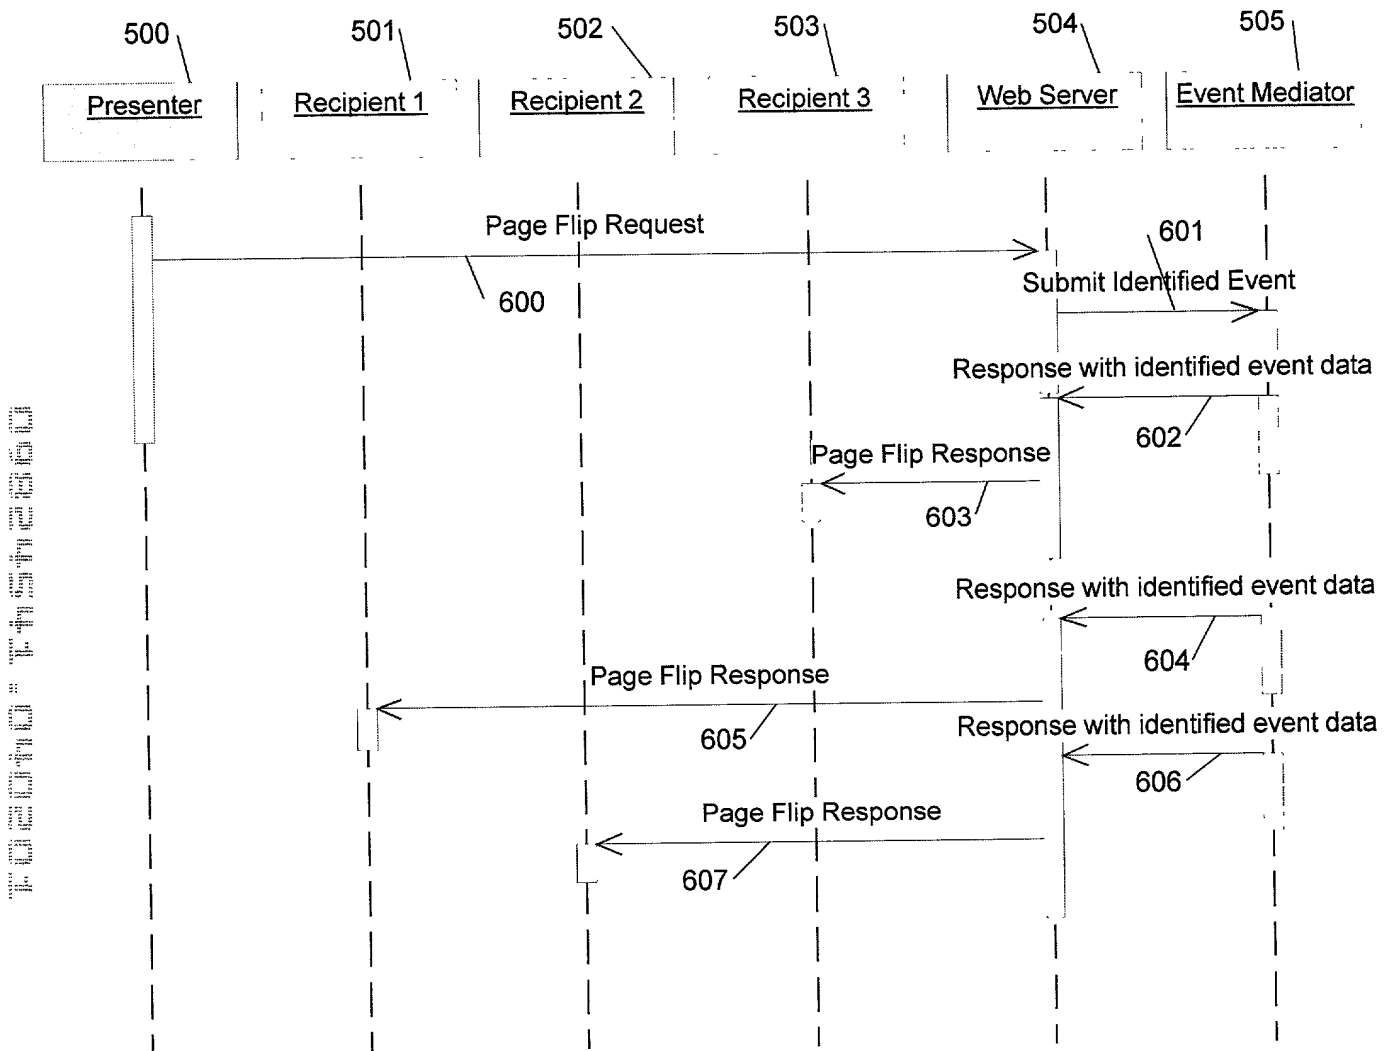 500 501 502 503 504 505
Presenter Recipient 1 Recipient 2 Recipient 3 Web Server Event Mediator
Page Flip Request
601
600
Submit Identified Event
Response with identified event data
602
Page Flip Response
603
Response with identified event data
604
Page Flip Response
605
Response with identified event data
606
Page Flip Response
607